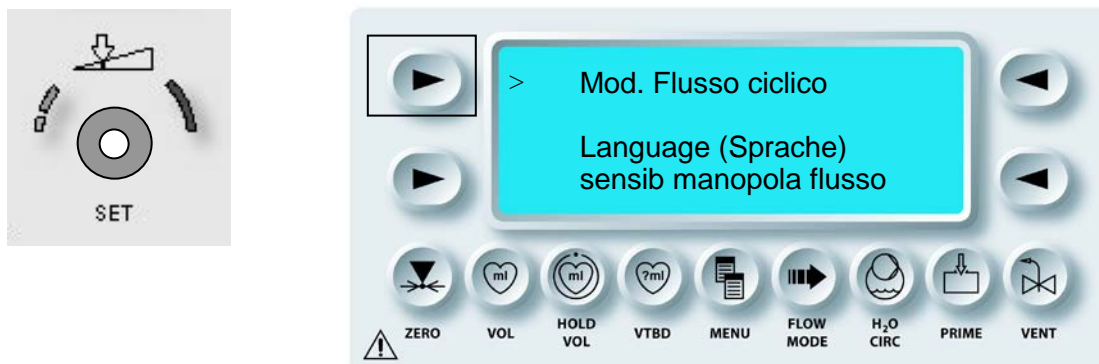 SET
> Mod. Flusso ciclico
Language (Sprache)
sensib manopola flusso
ml
ml
?ml
ZERO
VOL
HOLD
VOL
VTBD
MENU
FLOW
MODE
H₂O
CIRC
PRIME
VENT